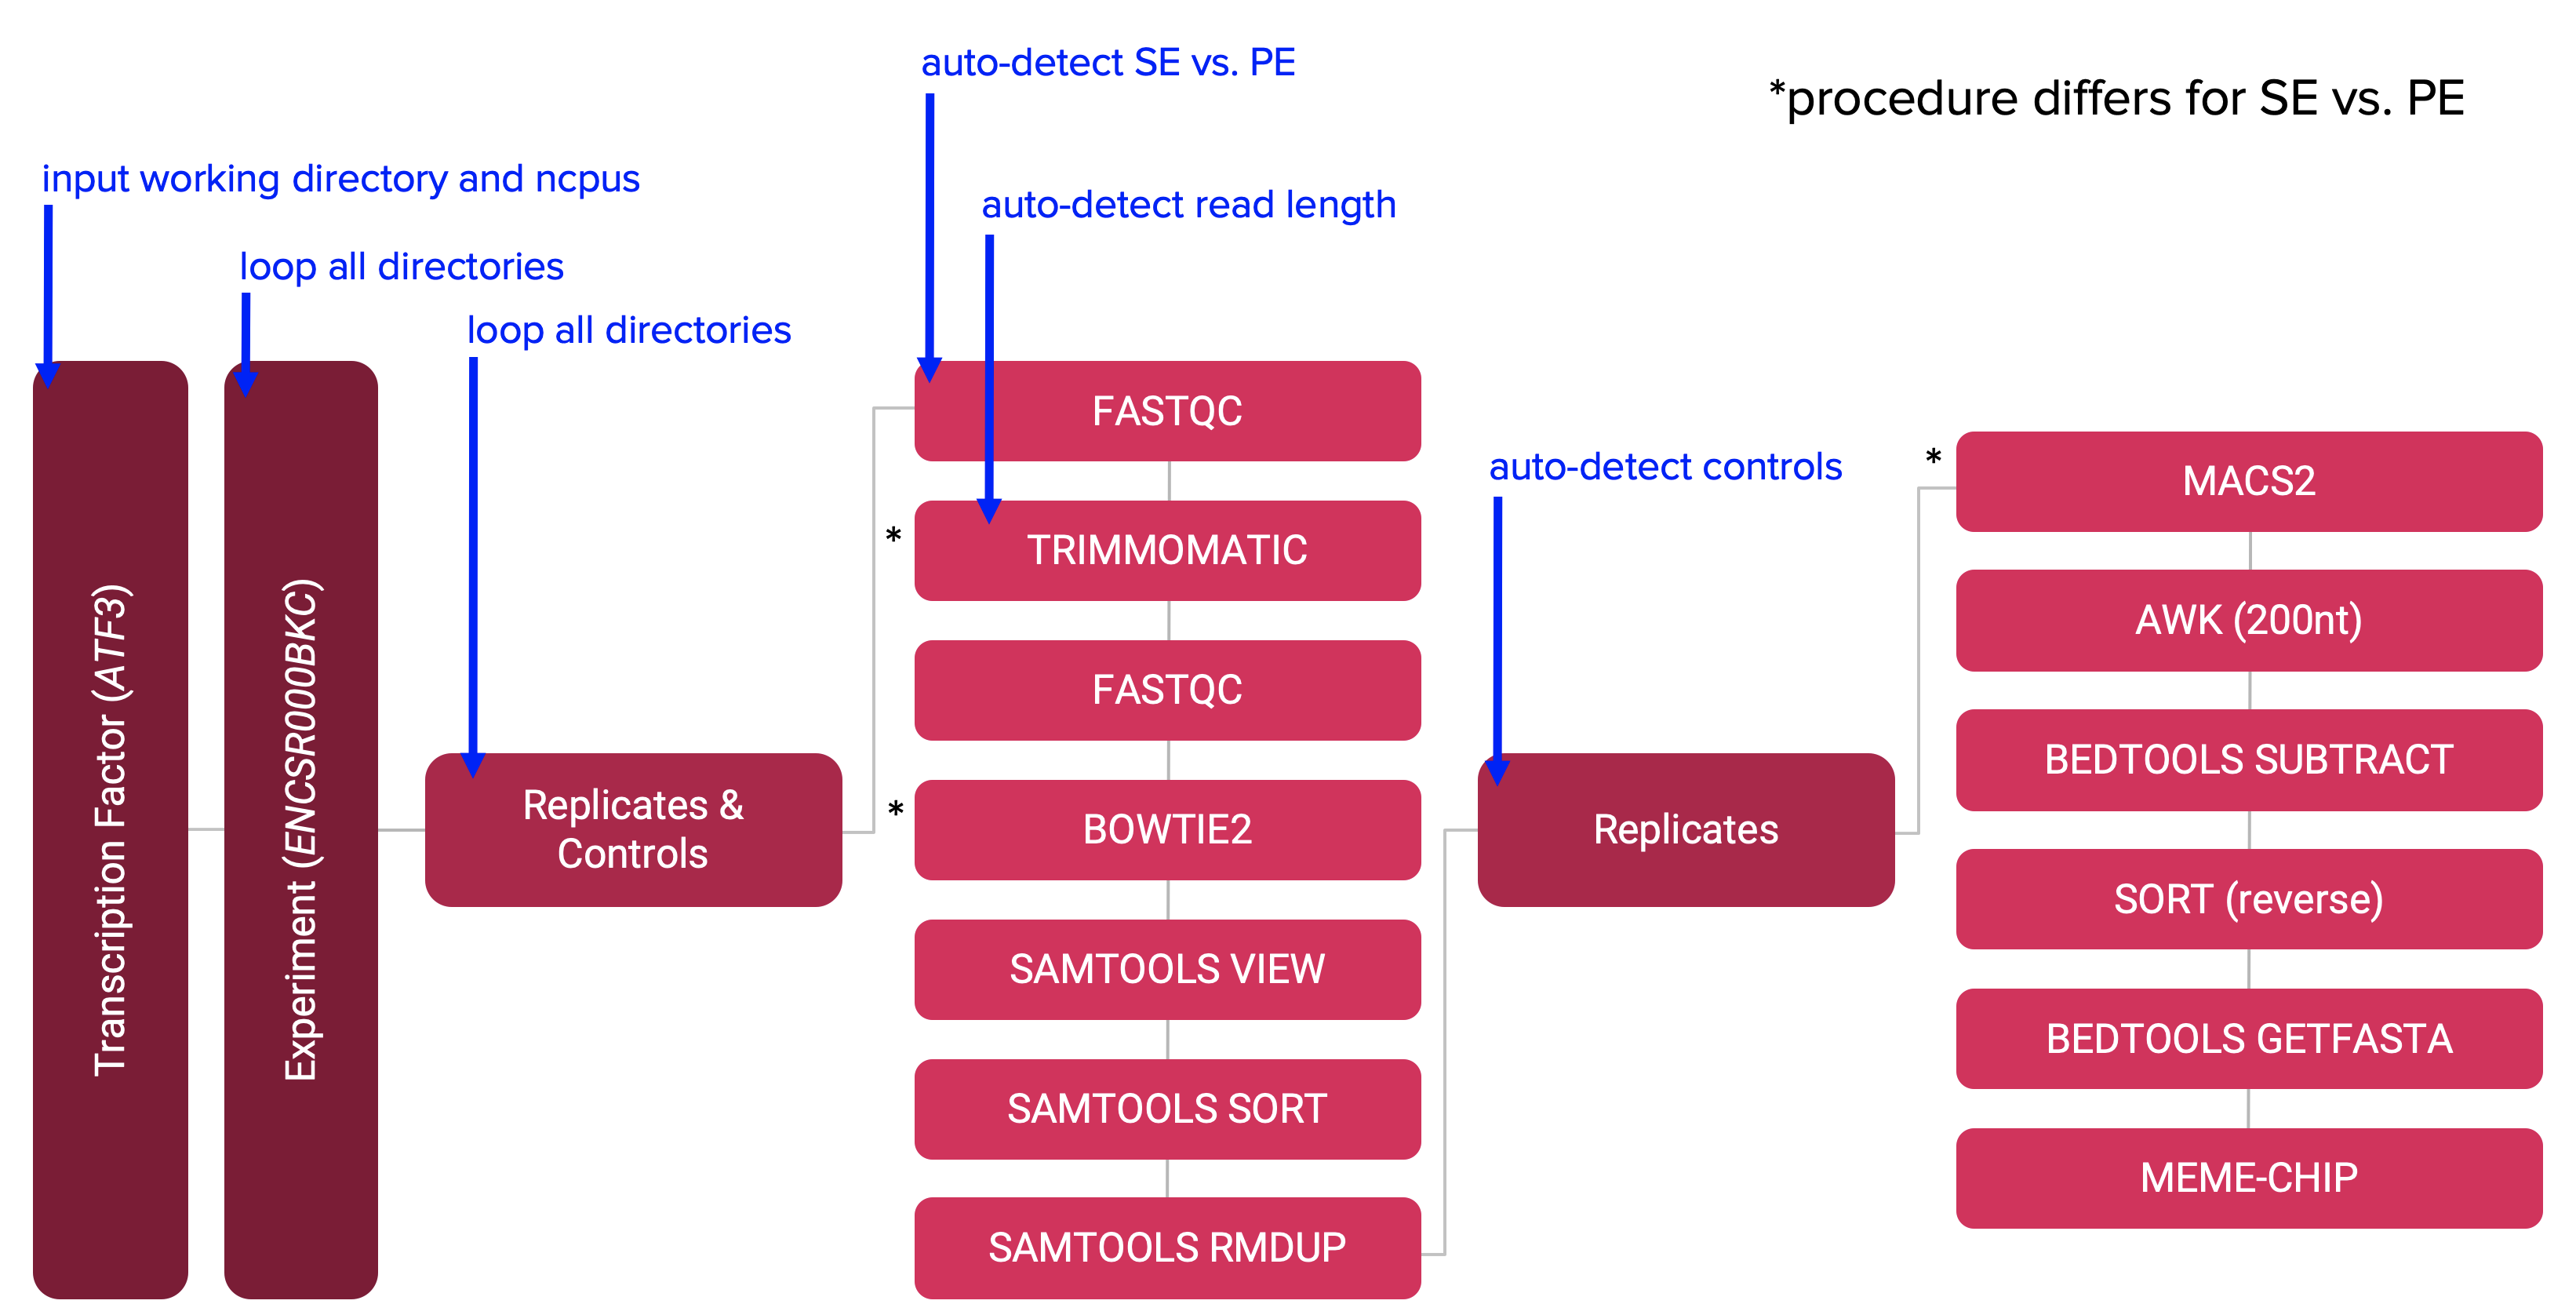 auto-detect SE vs. PE
*procedure differs for SE vs. PE
input working directory and ncpus
auto-detect read length
loop all directories
loop all directories
Transcription Factor (ATF3)
Experiment (ENCSR000BKC)
Replicates &
Controls
FASTQC
*
TRIMMOMATIC
FASTQC
*
BOWTIE2
SAMTOOLS VIEW
SAMTOOLS SORT
SAMTOOLS RMDUP
auto-detect controls
Replicates
*
MACS2
AWK (200nt)
BEDTOOLS SUBTRACT
SORT (reverse)
BEDTOOLS GETFASTA
MEME-CHIP